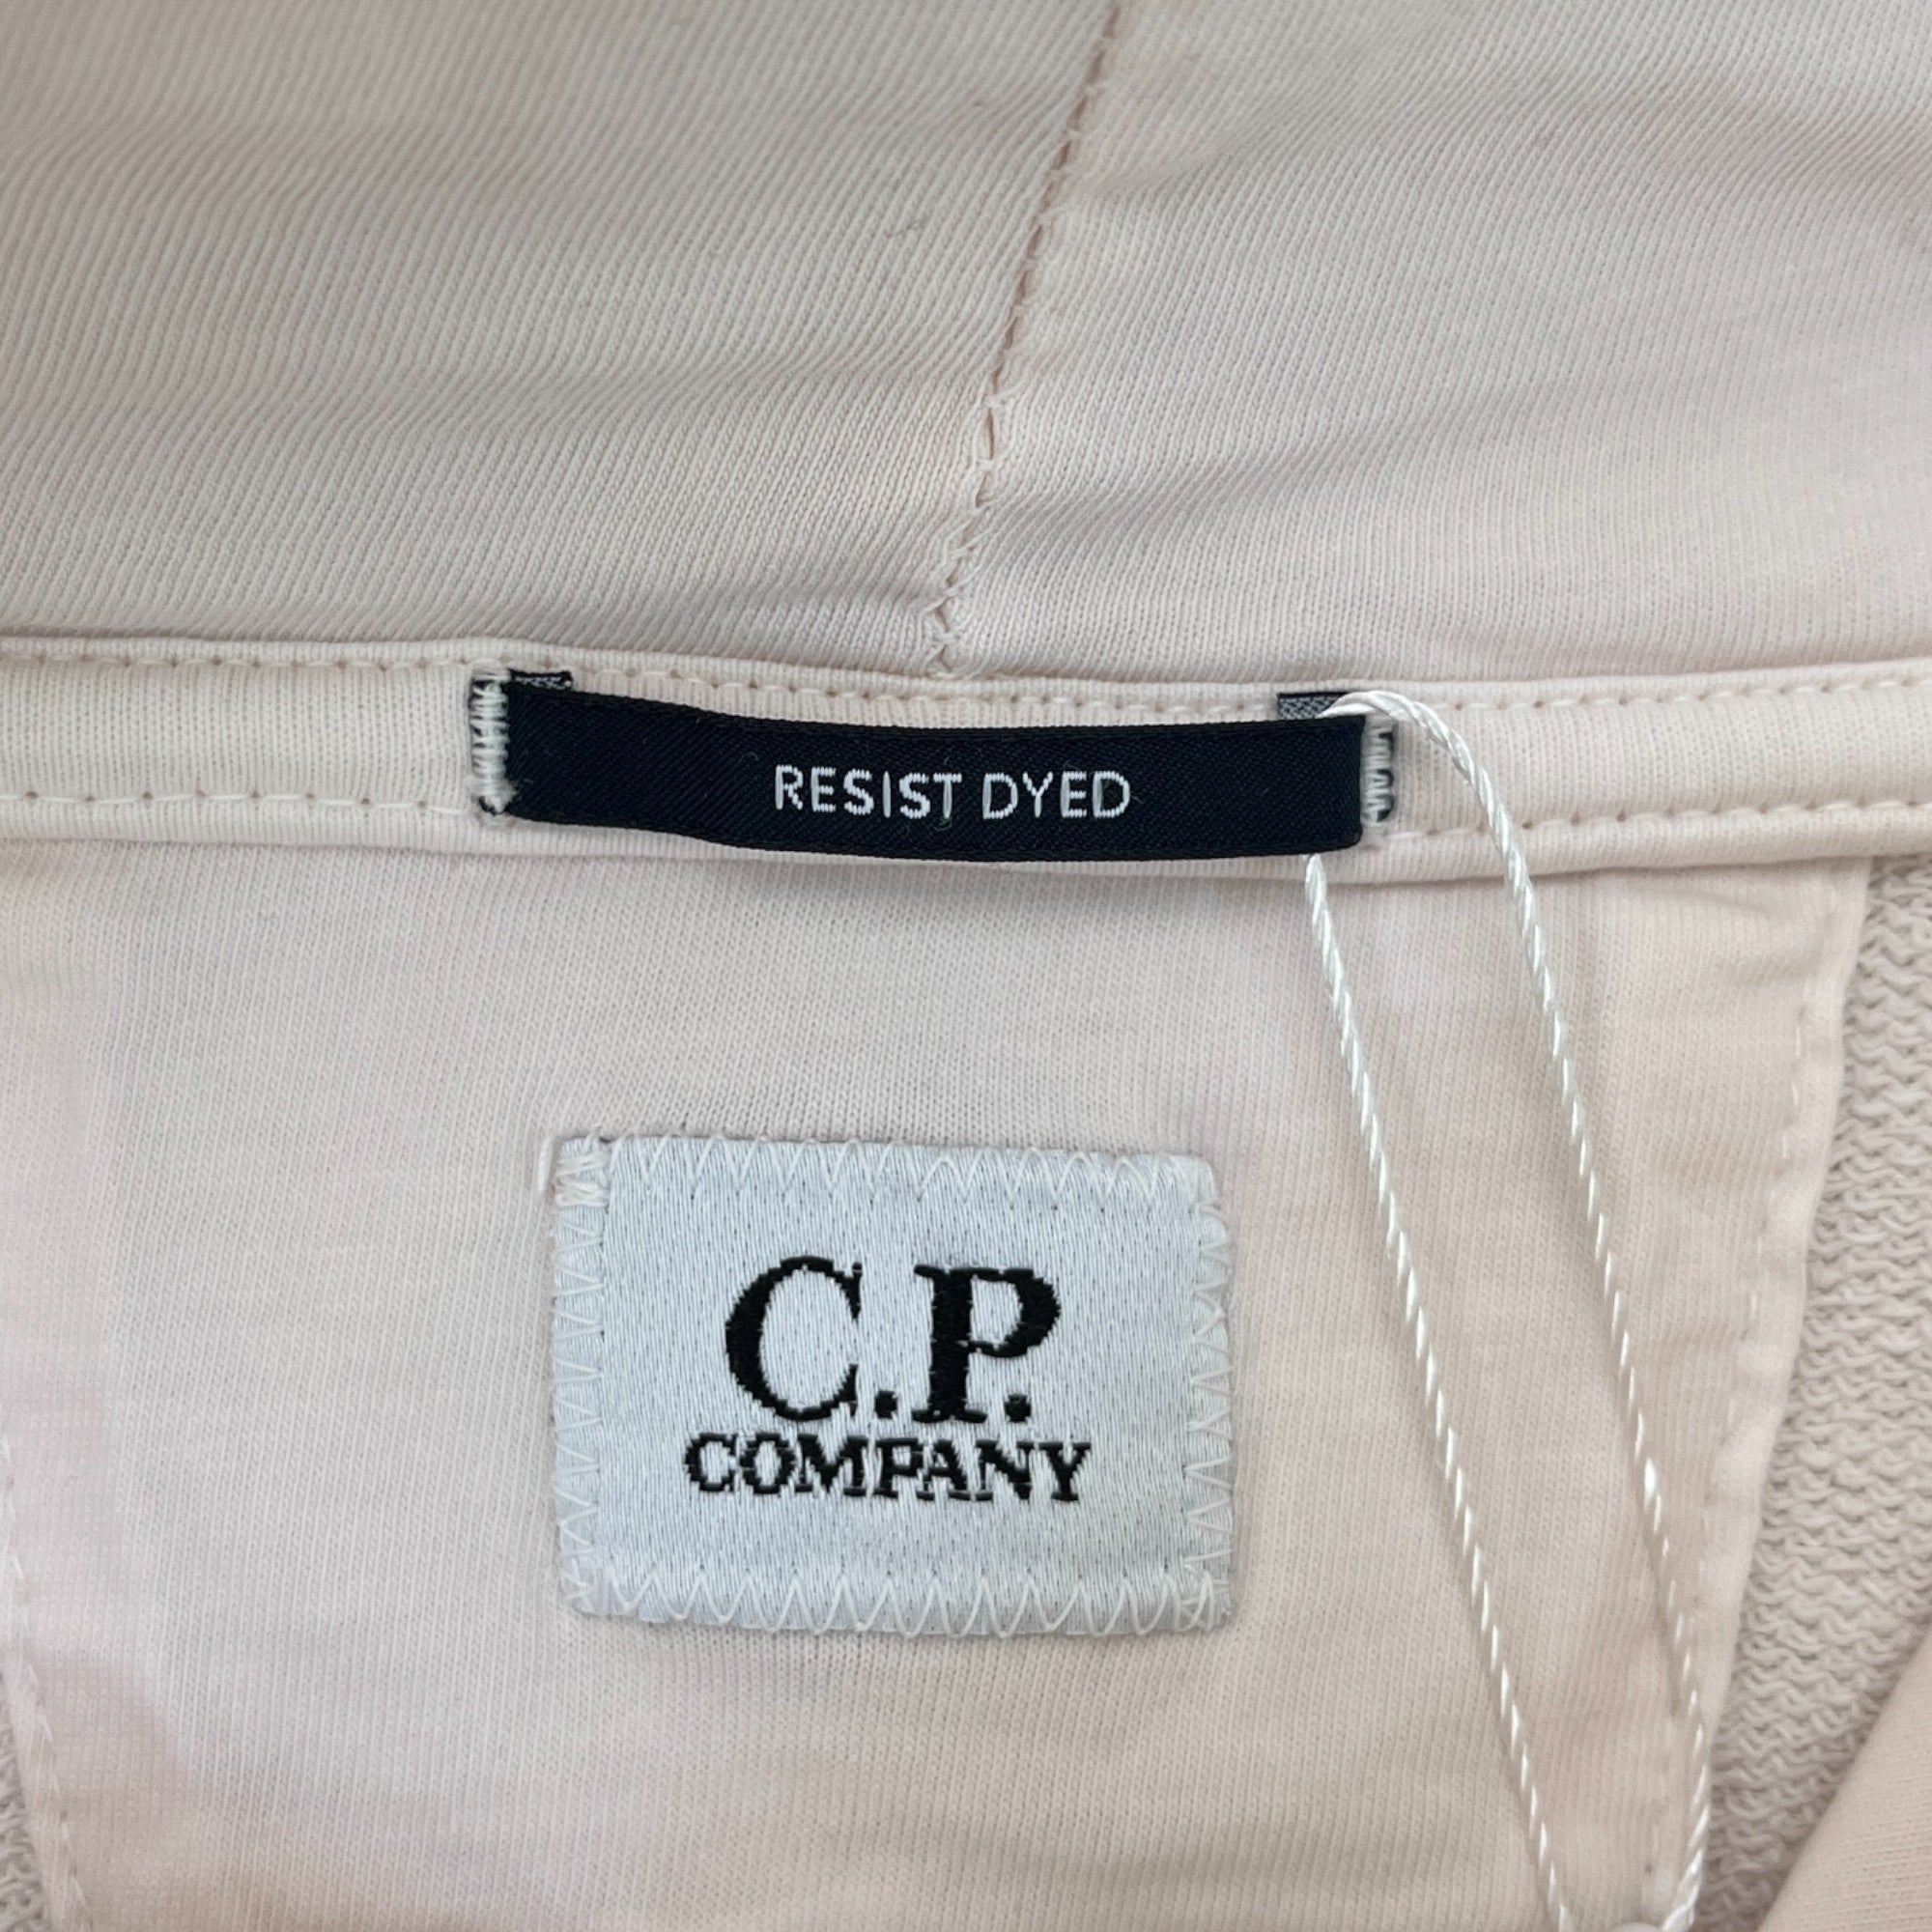 RESIST DYED
C.P.
COMPANY